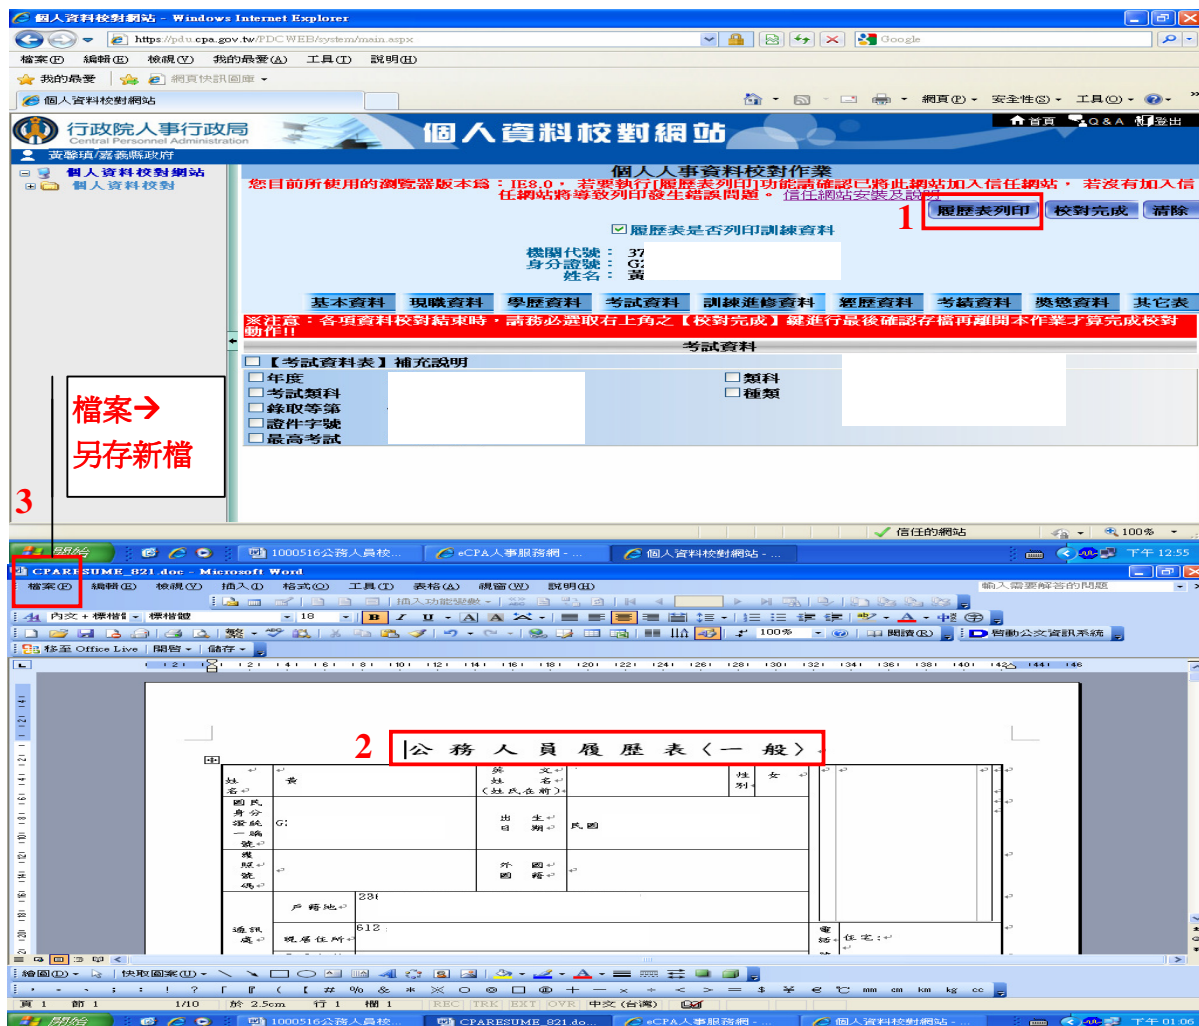 個人資料校對網站 - Windows Internet Explorer
https://pdu.cpa.gov.tw/PDCWEB/system/main.aspx
Google
檔案(F) 編輯(E) 檢視(V) 我的最愛(A) 工具(T) 說明(H)
我的最愛 網頁快訊圖庫
個人資料校對網站
網頁(P) 安全性(S) 工具(O)
行政院人事行政局
Central Personnel Administration
個人資料校對網站
首頁 Q & A 登出
黃馨瑱/嘉義縣政府
個人資料校對網站
個人資料校對
個人人事資料校對作業
您目前所使用的瀏覽器版本為:IE8.0, 若要執行[履歷表列印]功能請確認已將此網站加入信任網站, 若沒有加入信
任網站將導致列印發生錯誤問題。 信任網站安裝及說明
1
履歷表列印 校對完成 清除
履歷表是否列印訓練資料
機關代號: 37
身分證號: G2
姓名: 黃
基本資料 現職資料 學歷資料 考試資料 訓練進修資料 經歷資料 考績資料 獎懲資料 其它表
※注意:各項資料校對結束時,請務必選取右上角之【校對完成】鍵進行最後確認存檔再離開本作業才算完成校對
動作!!
考試資料
【考試資料表】補充說明
年度 類科
考試類科 種類
錄取等第
證件字號
最高考試
檔案→
另存新檔
3
信任的網站 100%
開始 1000516公務人員校... eCPA人事服務網 - ... 個人資料校對網站 - ... 下午 12:55
CPARESUME_821.doc - Microsoft Word
檔案(F) 編輯(E) 檢視(V) 插入(I) 格式(O) 工具(T) 表格(A) 視窗(W) 說明(H) 輸入需要解答的問題
插入功能變數
內文 + 標楷體 標楷體 18 B I U A A
繁 100% 閱讀(R) 啟動公文資訊系統
移至 Office Live 開啟 儲存
2
公務人員履歷表(一般)
姓名 黃 英文姓名(姓氏在前) 性別 女
國民身分證統一編號 G2 出生日期 民國
護照號碼 外國國籍
通訊處 戶籍地 230
現居住所 612 電話 住宅:
繪圖(D) 快取圖案(U)
頁 1 節 1 1/10 於 2.5cm 行 1 欄 1 REC TRK EXT OVR 中文 (台灣)
開始 1000516公務人員校... CPARESUME_821.do... eCPA人事服務網 - ... 個人資料校對網站 - ... 下午 01:06